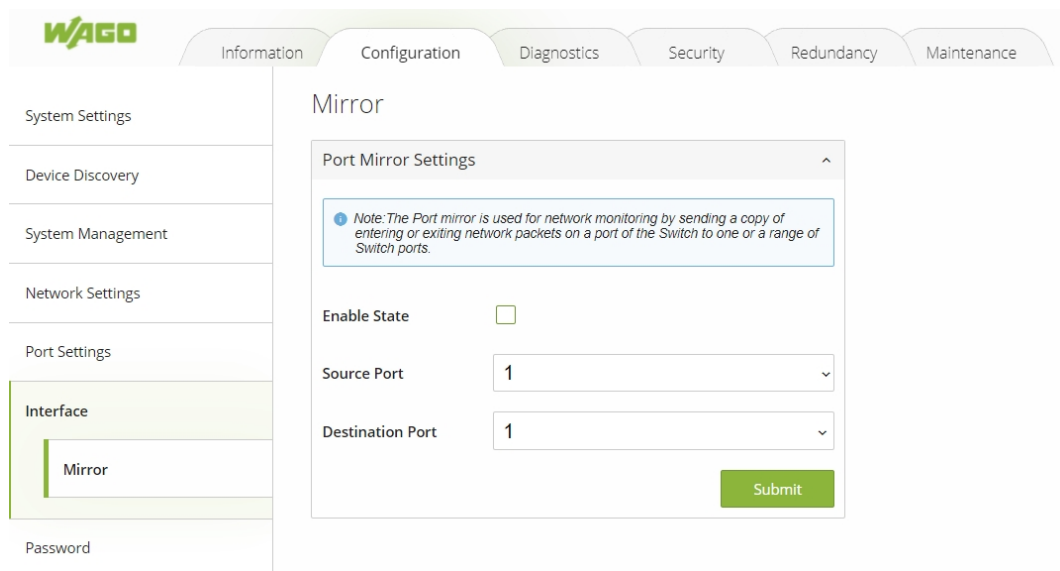 WAGO
Information
Configuration
Diagnostics
Security
Redundancy
Maintenance
System Settings
Device Discovery
System Management
Network Settings
Port Settings
Interface
Mirror
Password
Mirror
Port Mirror Settings
Note:The Port mirror is used for network monitoring by sending a copy of
entering or exiting network packets on a port of the Switch to one or a range of
Switch ports.
Enable State
Source Port
1
Destination Port
1
Submit